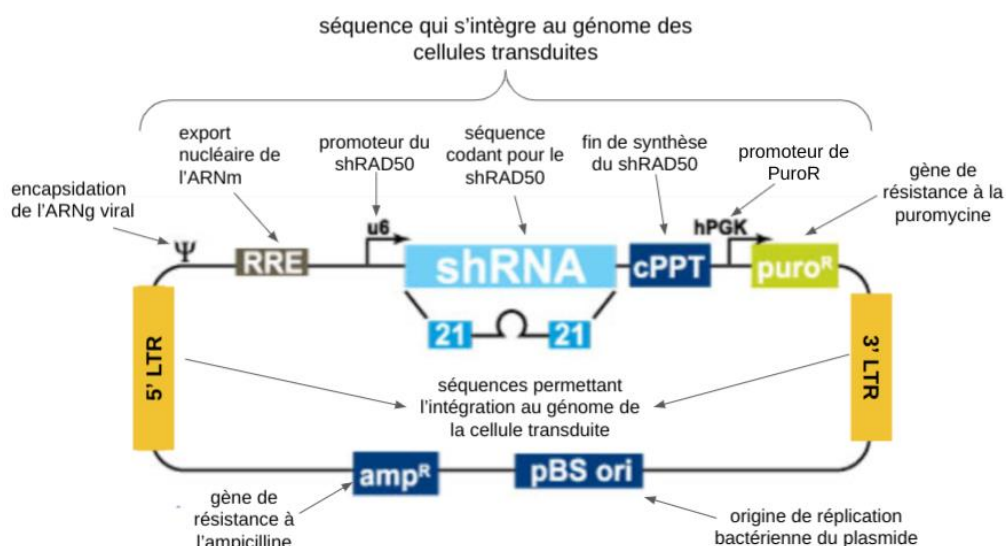 séquence qui s'intègre au génome des
cellules transduites
encapsidation
de l'ARNg viral
export
nucléaire de
l'ARNm
promoteur du
shRAD50
séquence
codant pour le
shRAD50
fin de synthèse
du shRAD50
promoteur de
PuroR
gène de
résistance à la
puromycine
Ψ
RRE
u6
shRNA
cPPT
hPGK
puroᴿ
21
21
5' LTR
3' LTR
séquences permettant
l'intégration au génome de
la cellule transduite
ampᴿ
pBS ori
gène de
résistance à
l'ampicilline
origine de réplication
bactérienne du plasmide